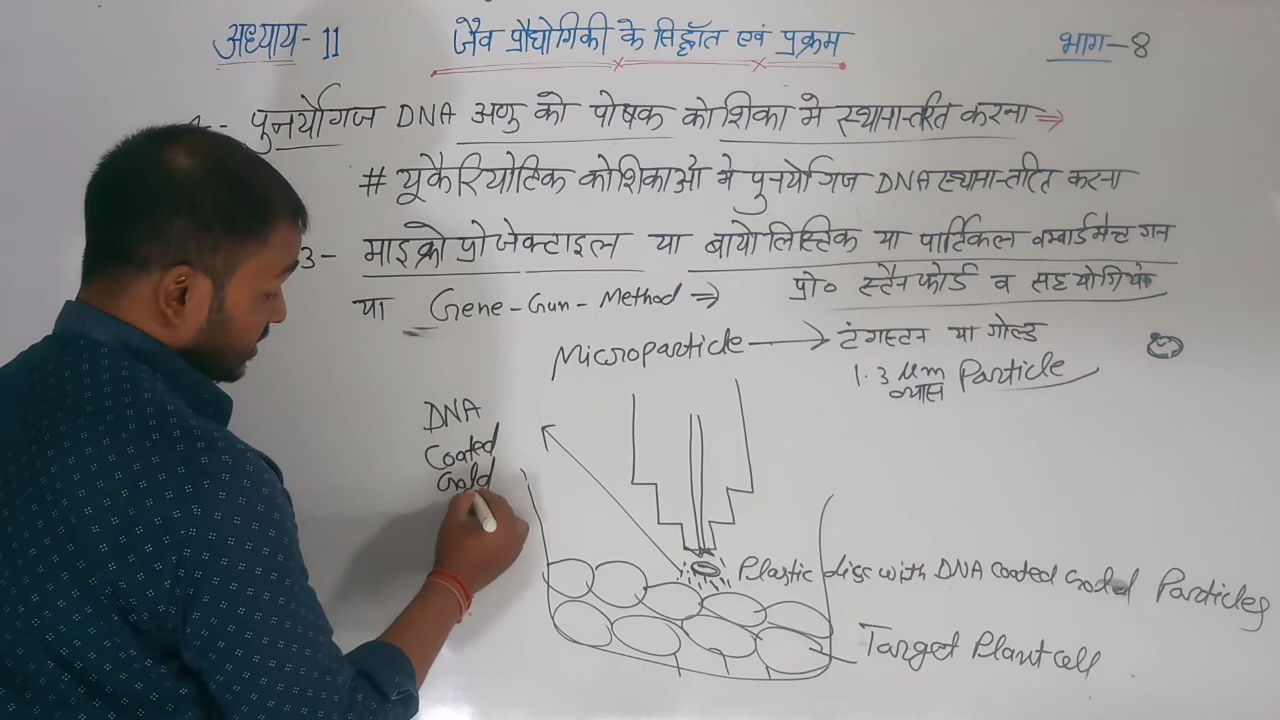 अध्याय-11 जैव प्रौद्योगिकी के सिद्धांत एवं प्रक्रम भाग-8
पुनर्योगज DNA अणु को पोषक कोशिका मे स्थानान्तरित करना ⇒
# यूकैरियोटिक कोशिकाओं मे पुनर्योगिज DNA स्थानान्तरित करना
3- माइक्रो प्रोजेक्टाइल या बायोलिस्टिक या पार्टिकल बम्बार्डमेन्ट गन
या Gene-Gun-Method ⇒ प्रो० स्टैनफोर्ड व सहयोगियों
Microparticle → टंगस्टन या गोल्ड
1.3 μm Particle
व्यास
DNA
Coated
Gold
Plastic disc with DNA Coated Particles
Target Plant cell